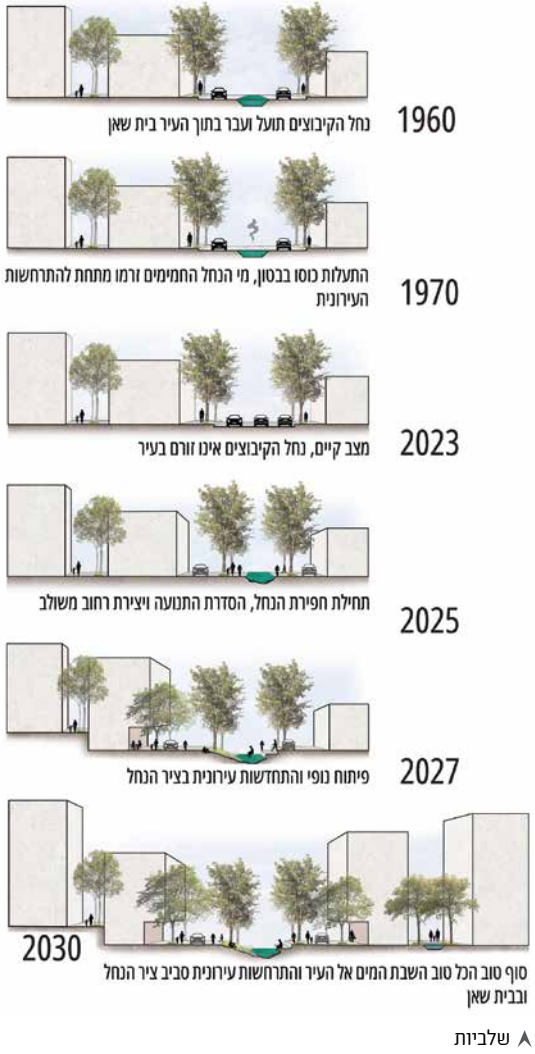 נחל הקיבוצים תועל ועבר בתוך העיר בית שאן
1960
התעלות כוסו בבטון, מי הנחל החמימים זרמו מתחת להתרחשות
העירונית
1970
מצב קיים, נחל הקיבוצים אינו זורם בעיר
2023
תחילת חפירת הנחל, הסדרת התנועה ויצירת רחוב משולב
2025
פיתוח נופי והתחדשות עירונית בציר הנחל
2027
2030
סוף טוב הכל טוב השבת המים אל העיר והתרחשות עירונית סביב ציר הנחל
ובבית שאן
שלביות